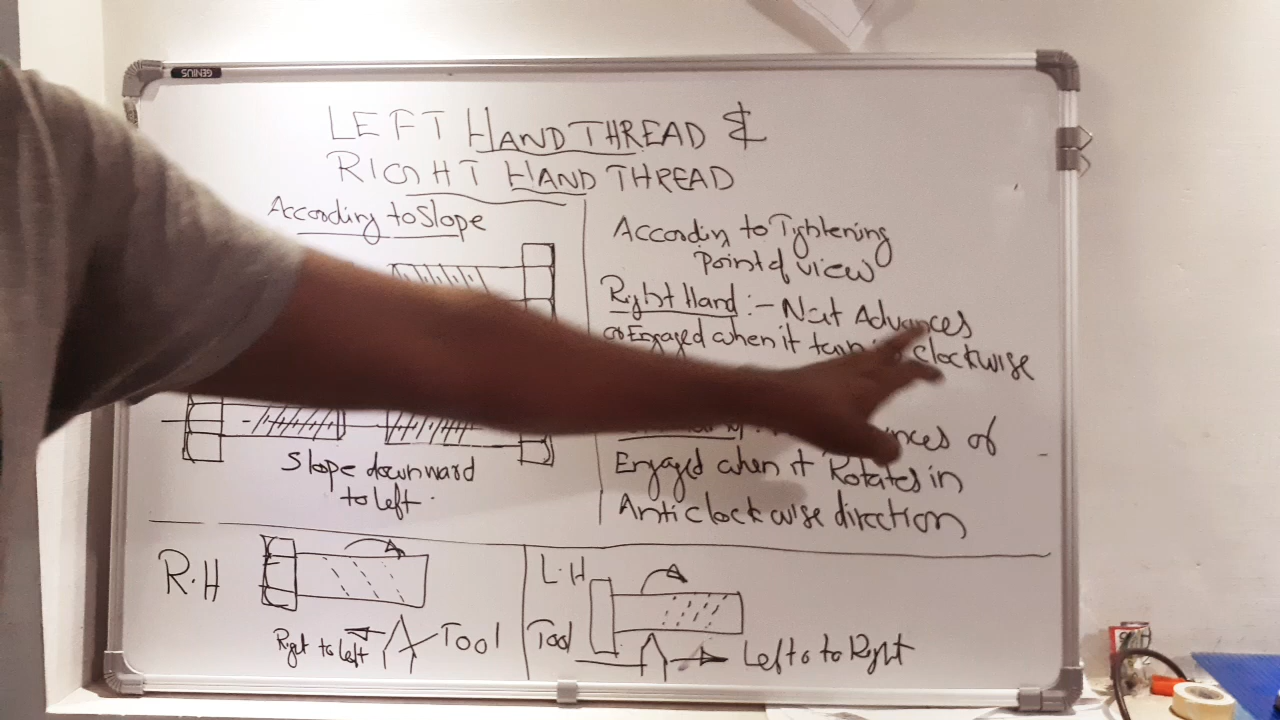 GENIUS
LEFT HAND THREAD &
RIGHT HAND THREAD
According to Slope
Slope downward
to left.
According to Tightening
Point of view
Right Hand :- Nut Advances
or Engaged when it turn clockwise
of
Engaged when it Rotates in
Anticlockwise direction
R.H
Right to left
Tool
L.H
Tool
Left o to Right